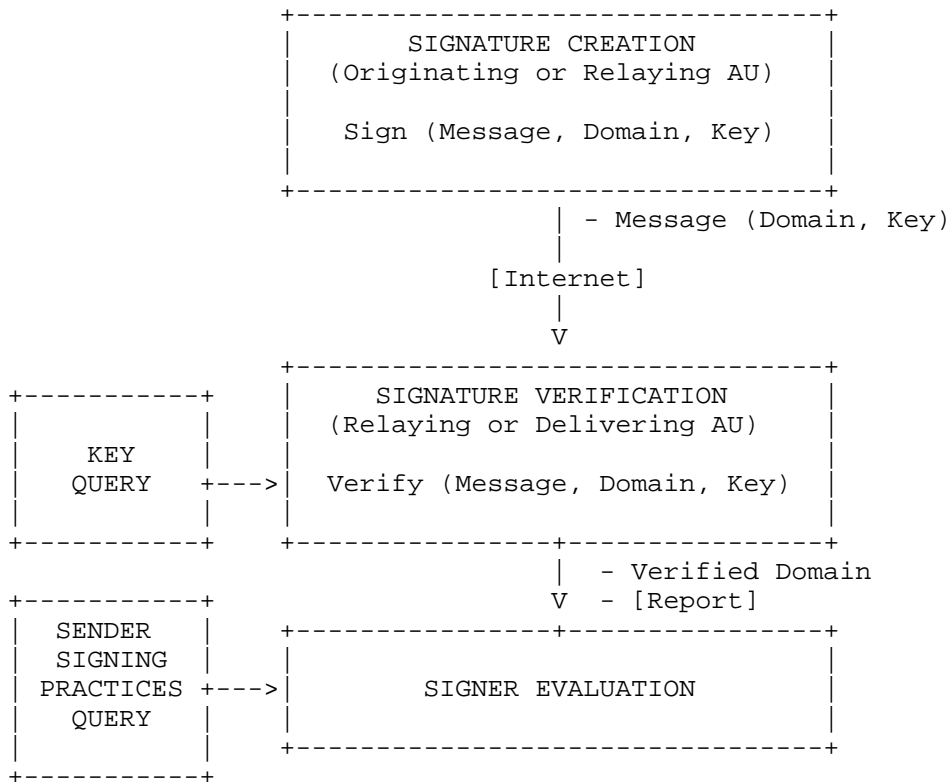 SIGNATURE CREATION
(Originating or Relaying AU)
Sign (Message, Domain, Key)
- Message (Domain, Key)
[Internet]
V
SIGNATURE VERIFICATION
(Relaying or Delivering AU)
KEY
QUERY
Verify (Message, Domain, Key)
- Verified Domain
V - [Report]
SENDER
SIGNING
PRACTICES
QUERY
SIGNER EVALUATION